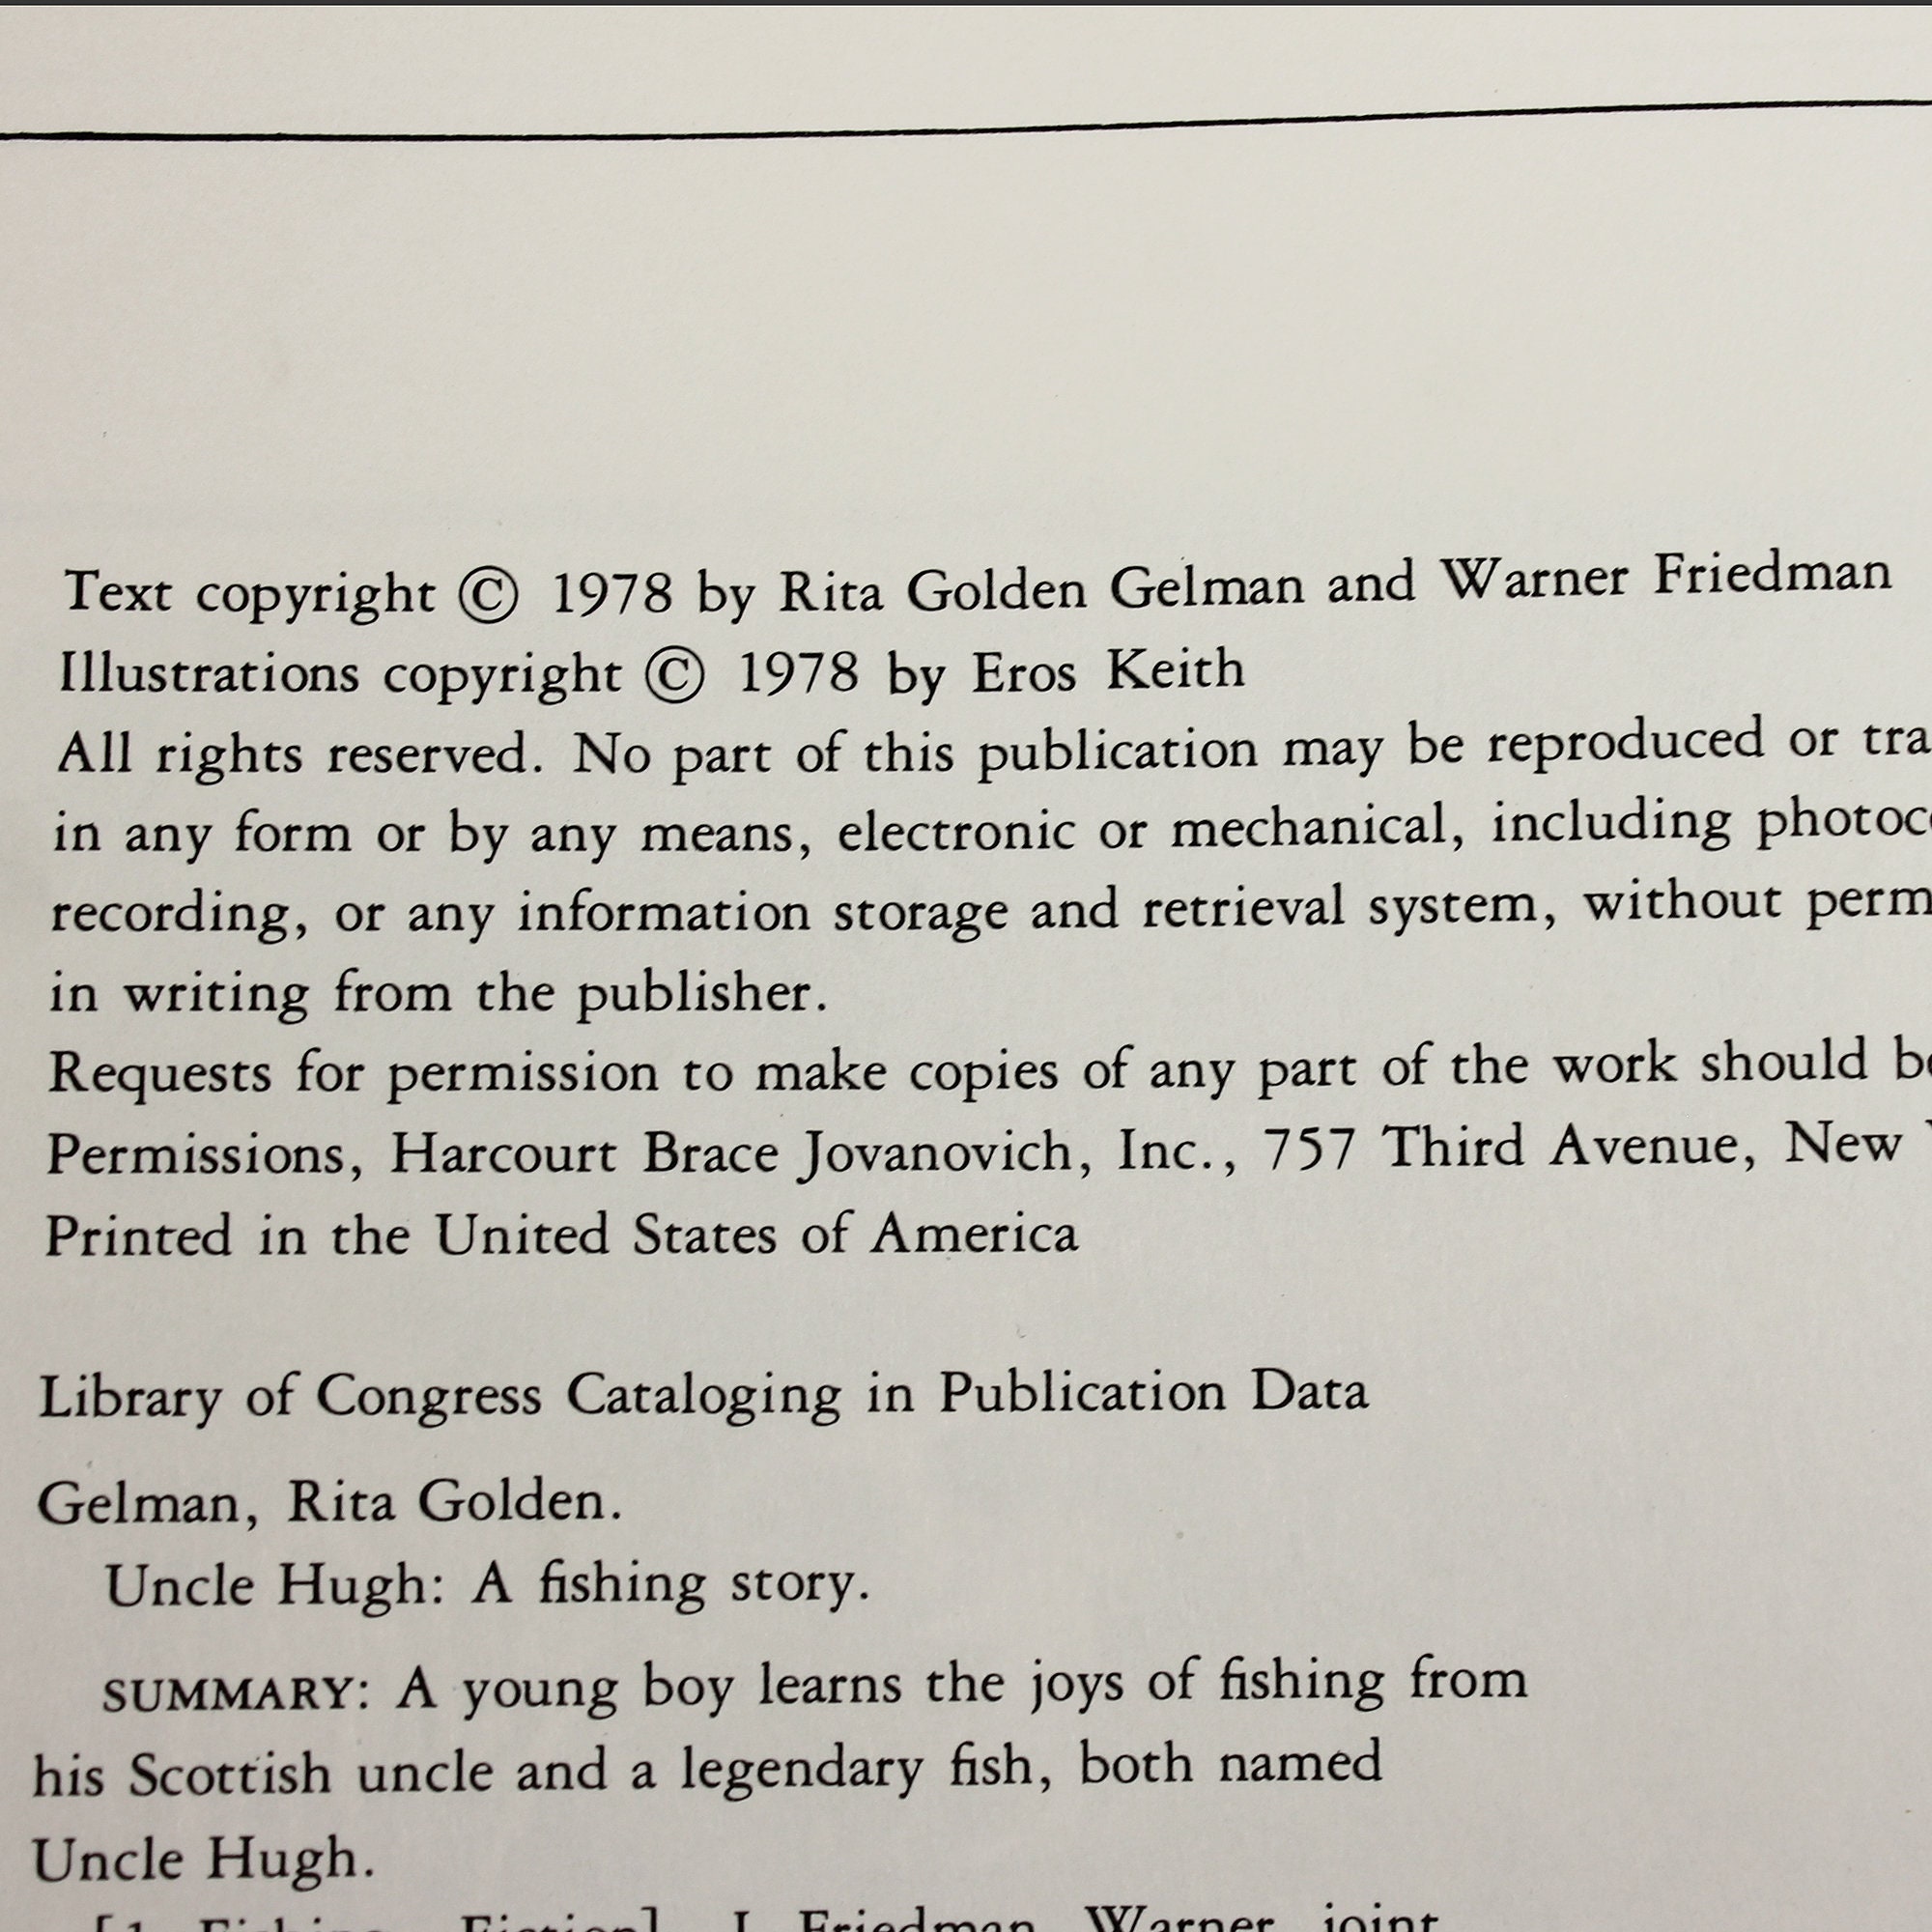 Text copyright © 1978 by Rita Golden Gelman and Warner Friedman
Illustrations copyright © 1978 by Eros Keith
All rights reserved. No part of this publication may be reproduced or
in any form or by any means, electronic or mechanical, including
recording, or any information storage and retrieval system, without
in writing from the publisher.
Requests for permission to make copies of any part of the work should
Permissions, Harcourt Brace Jovanovich, Inc., 757 Third Avenue, New
Printed in the United States of America
Library of Congress Cataloging in Publication Data
Gelman, Rita Golden.
Uncle Hugh: A fishing story.
SUMMARY: A young boy learns the joys of fishing from
his Scottish uncle and a legendary fish, both named
Uncle Hugh.
[1. Fishing—Fiction] I. Friedman, Warner, joint